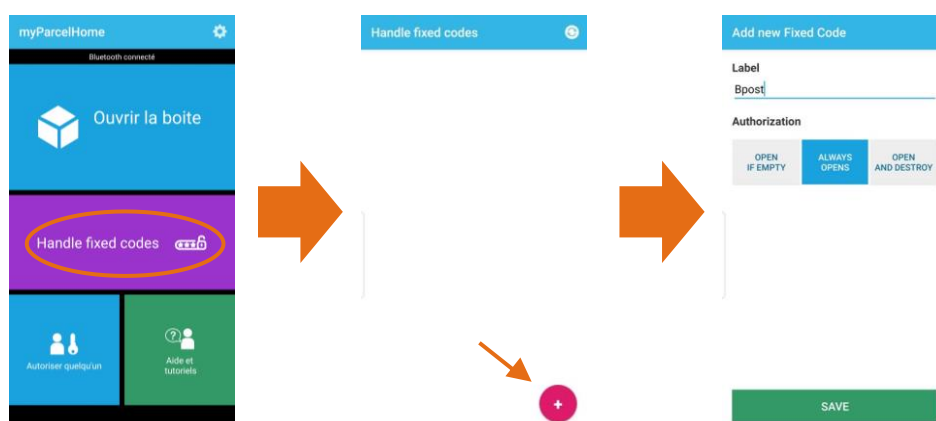 myParcelHome
Bluetooth connecté
Ouvrir la boite
Handle fixed codes
Autoriser quelqu'un
Aide et
tutoriels
Handle fixed codes
+
Add new Fixed Code
Label
Bpost
Authorization
OPEN
IF EMPTY
ALWAYS
OPENS
OPEN
AND DESTROY
SAVE